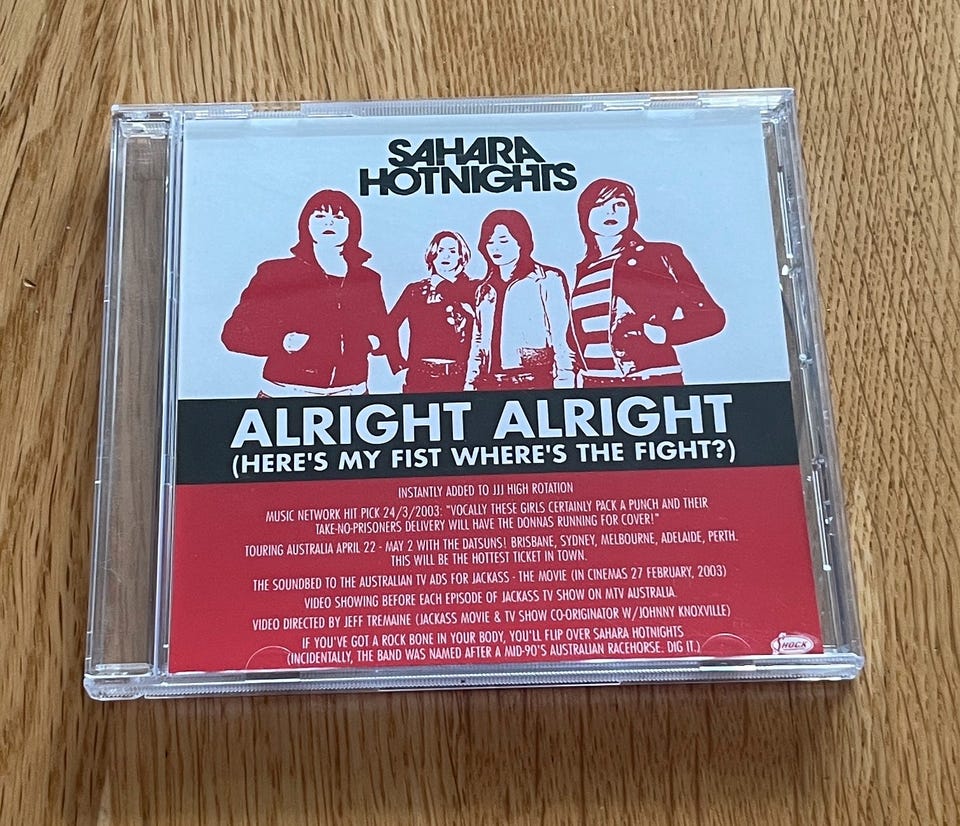 SAHARA
HOTNIGHTS
ALRIGHT ALRIGHT
(HERE'S MY FIST WHERE'S THE FIGHT?)
INSTANTLY ADDED TO JJJ HIGH ROTATION
MUSIC NETWORK HIT PICK 24/3/2003: "VOCALLY THESE GIRLS CERTAINLY PACK A PUNCH AND THEIR
TAKE-NO-PRISONERS DELIVERY WILL HAVE THE DONNAS RUNNING FOR COVER!"
TOURING AUSTRALIA APRIL 22 - MAY 2 WITH THE DATSUNS! BRISBANE, SYDNEY, MELBOURNE, ADELAIDE, PERTH.
THIS WILL BE THE HOTTEST TICKET IN TOWN.
THE SOUNDBED TO THE AUSTRALIAN TV ADS FOR JACKASS - THE MOVIE (IN CINEMAS 27 FEBRUARY, 2003)
VIDEO SHOWING BEFORE EACH EPISODE OF JACKASS TV SHOW ON MTV AUSTRALIA.
VIDEO DIRECTED BY JEFF TREMAINE (JACKASS MOVIE & TV SHOW CO-ORIGINATOR W/JOHNNY KNOXVILLE)
IF YOU'VE GOT A ROCK BONE IN YOUR BODY, YOU'LL FLIP OVER SAHARA HOTNIGHTS
(INCIDENTALLY, THE BAND WAS NAMED AFTER A MID-90'S AUSTRALIAN RACEHORSE. DIG IT.)
SHOCK